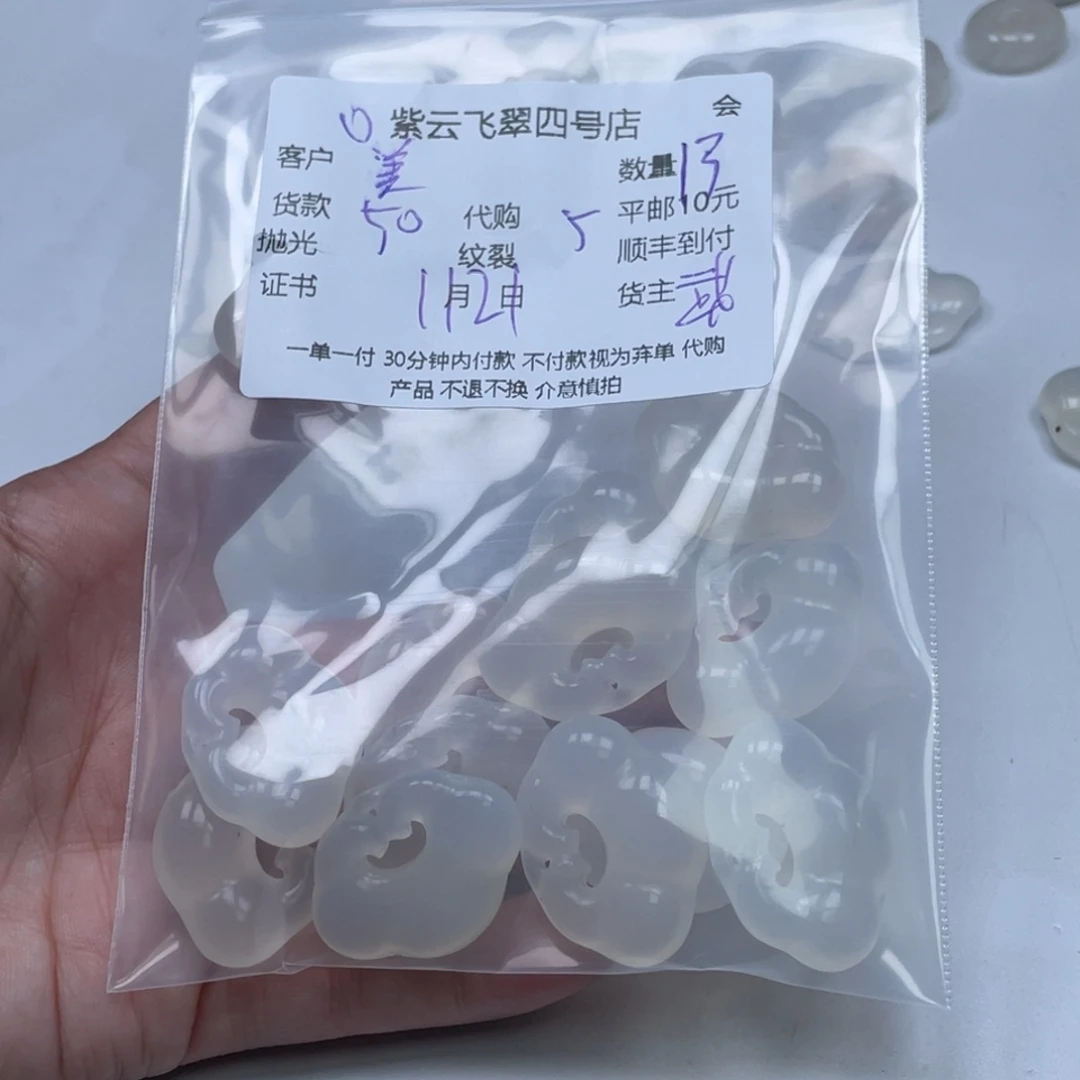 紫云飞翠四号店 会
客户 美 数量 13
货款 50 代购 5 平邮10元
抛光 纹裂 顺丰到付
证书 1月21日 货主
一单一付 30分钟内付款 不付款视为弃单 代购
产品 不退不换 介意慎拍